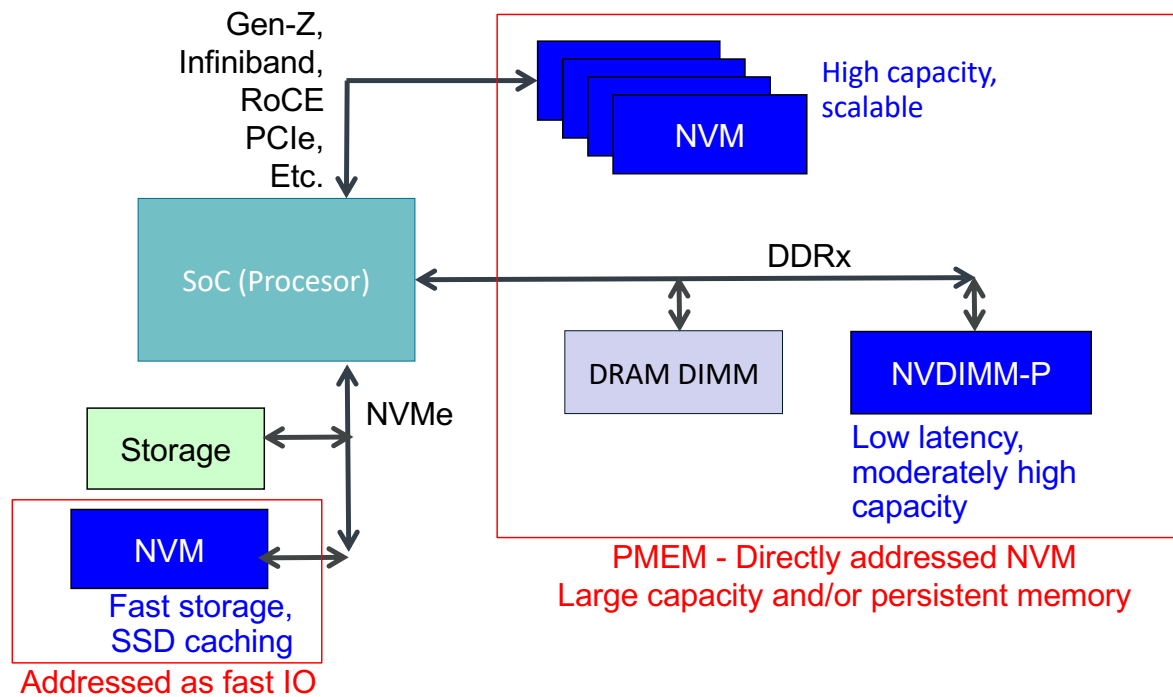 Gen-Z,
Infiniband,
RoCE
PCIe,
Etc.
High capacity,
scalable
NVM
SoC (Procesor)
DDRx
DRAM DIMM
NVDIMM-P
NVMe
Storage
Low latency,
moderately high
capacity
NVM
PMEM - Directly addressed NVM
Large capacity and/or persistent memory
Fast storage,
SSD caching
Addressed as fast IO